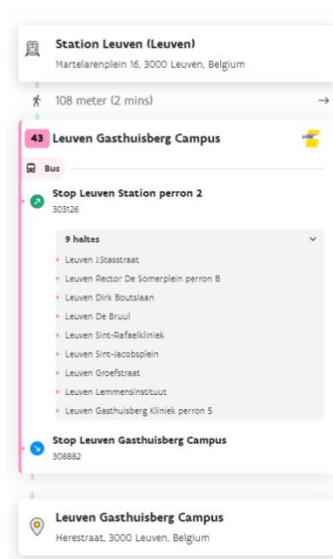 Station Leuven (Leuven)
Martelarenplein 16, 3000 Leuven, Belgium
108 meter (2 mins)
43 Leuven Gasthuisberg Campus
Bus
Stop Leuven Station perron 2
303126
9 haltes
Leuven J.Stasstraat
Leuven Rector De Somerplein perron B
Leuven Dirk Boutslaan
Leuven De Bruul
Leuven Sint-Rafaelkliniek
Leuven Sint-Jacobsplein
Leuven Groefstraat
Leuven Lemmensinstituut
Leuven Gasthuisberg Kliniek perron 5
Stop Leuven Gasthuisberg Campus
308882
Leuven Gasthuisberg Campus
Herestraat, 3000 Leuven, Belgium